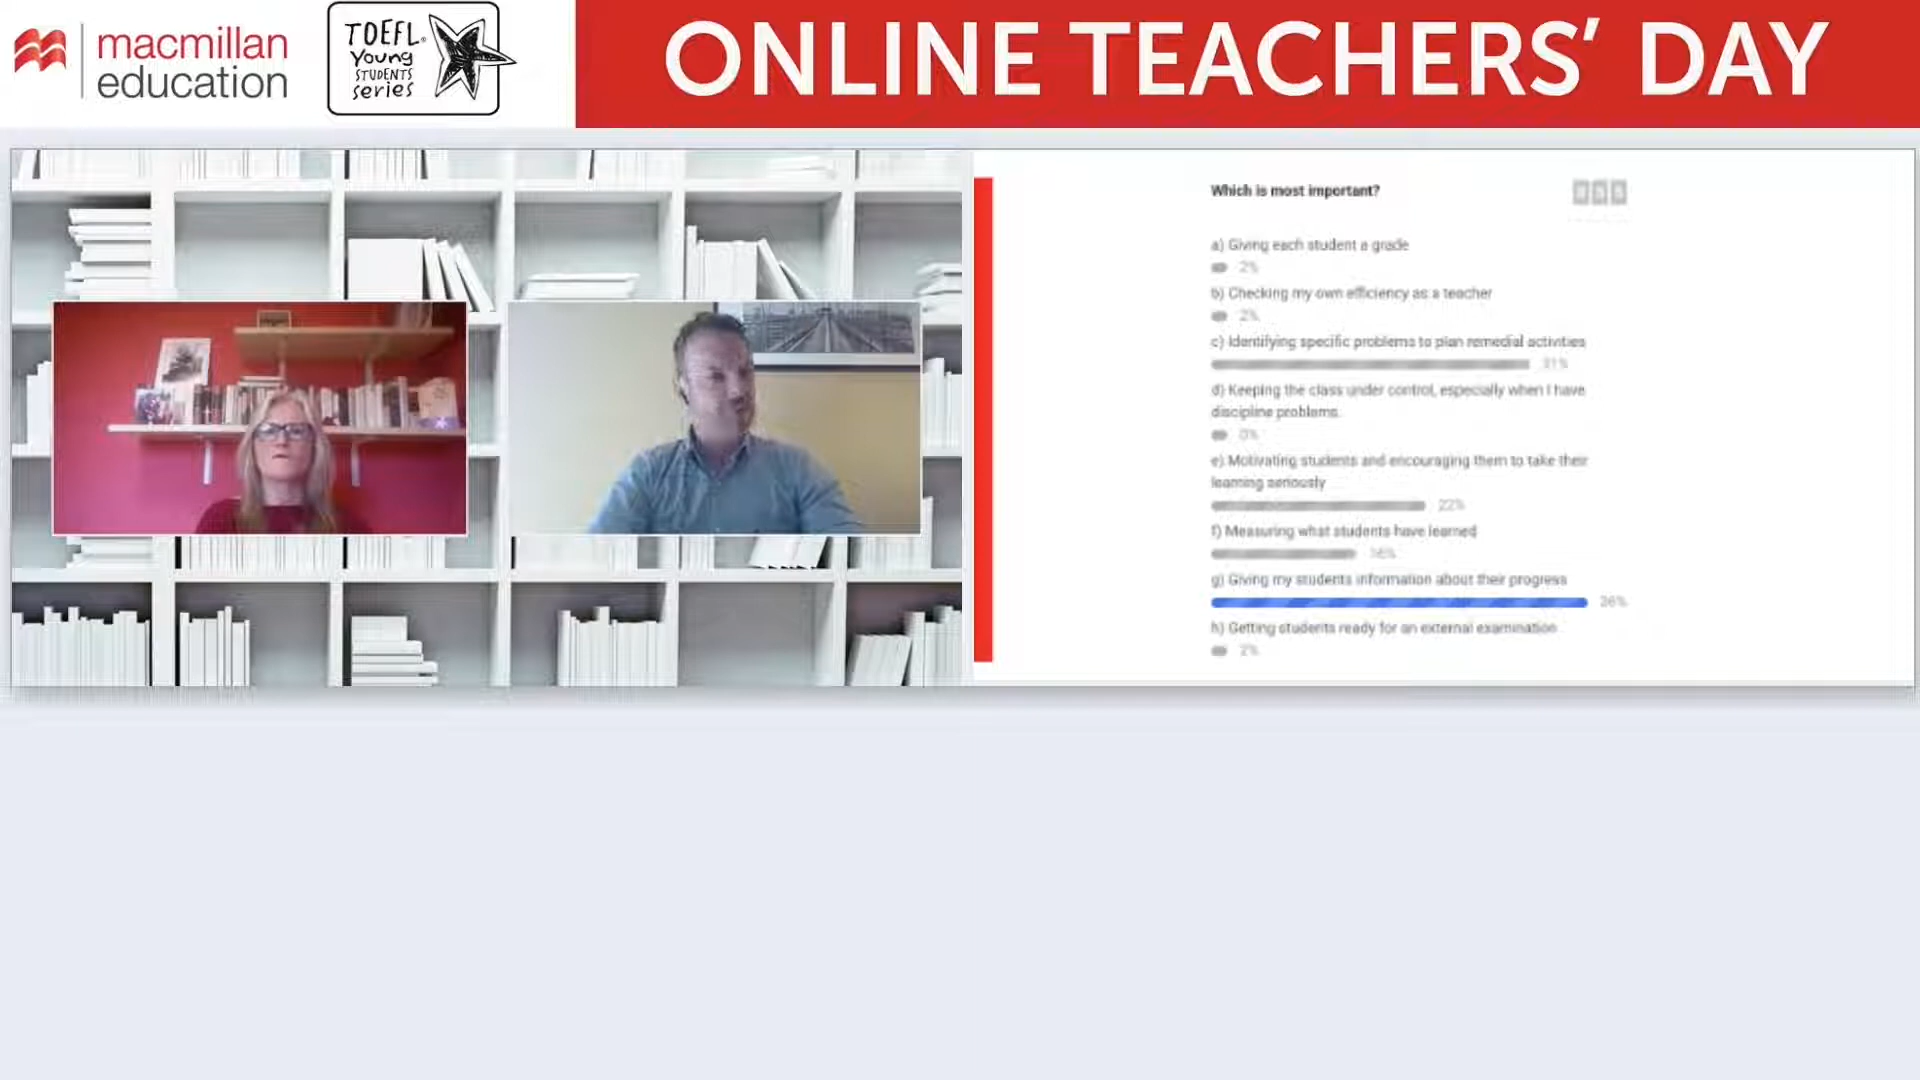 macmillan
education
TOEFL®
Young
STUDENTS
series
ONLINE TEACHERS’ DAY
Which is most important?
a) Giving each student a grade
2%
b) Checking my own efficiency as a teacher
2%
c) Identifying specific problems to plan remedial activities
31%
d) Keeping the class under control, especially when I have
discipline problems.
0%
e) Motivating students and encouraging them to take their
learning seriously
22%
f) Measuring what students have learned
16%
g) Giving my students information about their progress
36%
h) Getting students ready for an external examination
2%